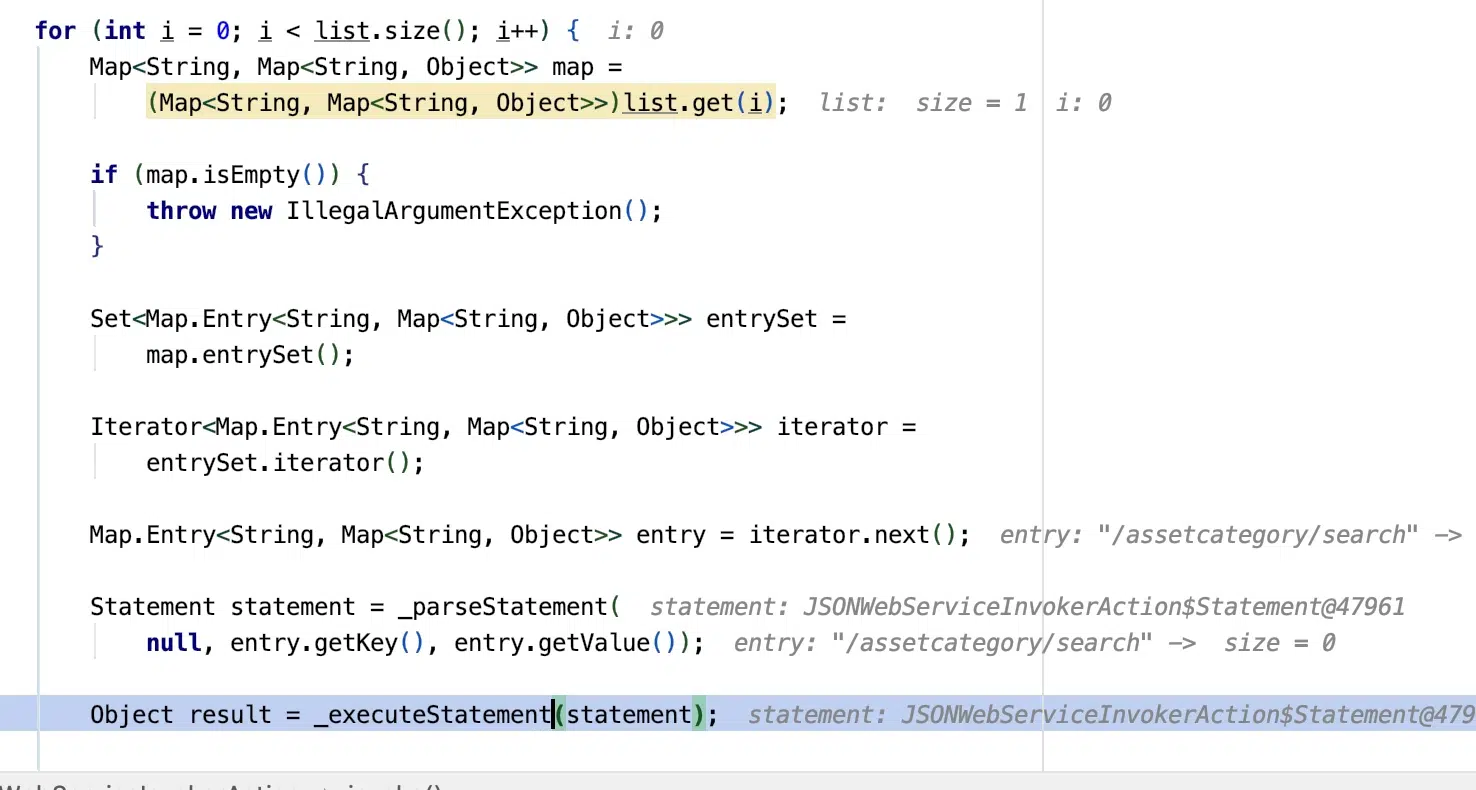 for (int i = 0; i < list.size(); i++) { i: 0
Map<String, Map<String, Object>> map =
(Map<String, Map<String, Object>>)list.get(i); list: size = 1 i: 0
if (map.isEmpty()) {
throw new IllegalArgumentException();
}
Set<Map.Entry<String, Map<String, Object>>> entrySet =
map.entrySet();
Iterator<Map.Entry<String, Map<String, Object>>> iterator =
entrySet.iterator();
Map.Entry<String, Map<String, Object>> entry = iterator.next(); entry: "/assetcategory/search" ->
Statement statement = _parseStatement( statement: JSONWebServiceInvokerAction$Statement@47961
null, entry.getKey(), entry.getValue()); entry: "/assetcategory/search" -> size = 0
Object result = _executeStatement(statement); statement: JSONWebServiceInvokerAction$Statement@479